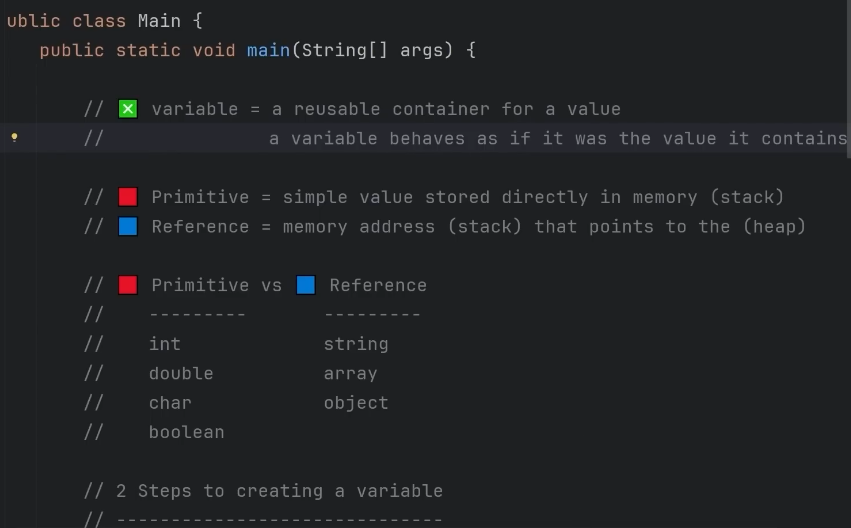 ublic class Main {
public static void main(String[] args) {
// ❎ variable = a reusable container for a value
// a variable behaves as if it was the value it contains
// 🟥 Primitive = simple value stored directly in memory (stack)
// 🟦 Reference = memory address (stack) that points to the (heap)
// 🟥 Primitive vs 🟦 Reference
// --------- ---------
// int string
// double array
// char object
// boolean
// 2 Steps to creating a variable
// ------------------------------